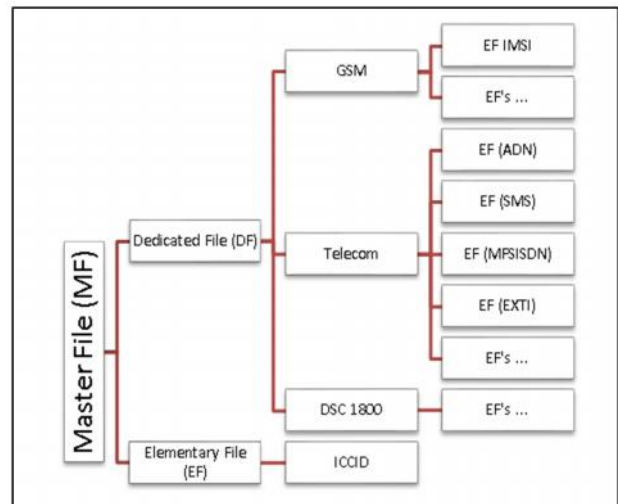 Master File (MF)
Dedicated File (DF)
GSM
EF IMSI
EF's ...
Telecom
EF (ADN)
EF (SMS)
EF (MPSISDN)
EF (EXTI)
EF's ...
DSC 1800
EF's ...
Elementary File
(EF)
ICCID